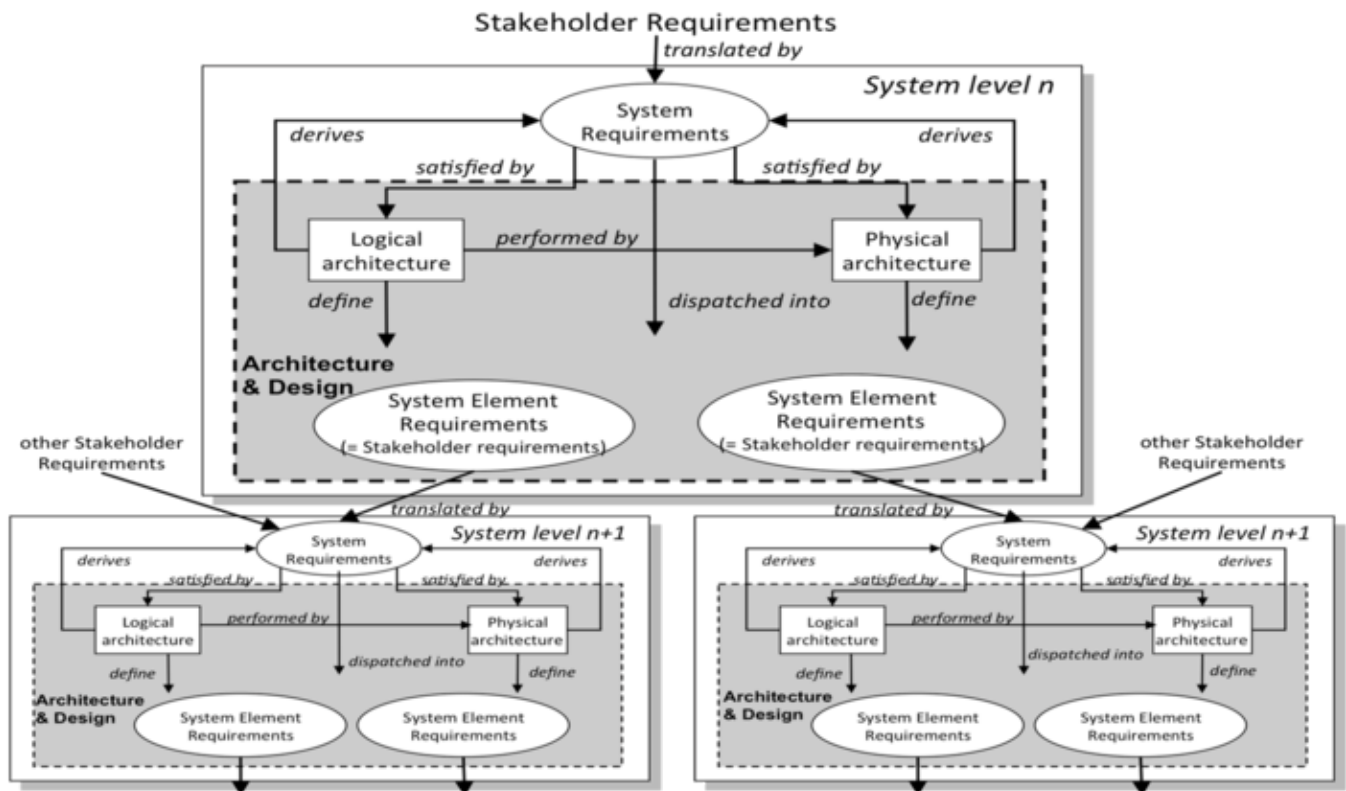 Stakeholder Requirements
translated by
System level n
System
Requirements
derives
derives
satisfied by
satisfied by
Logical
architecture
performed by
Physical
architecture
define
dispatched into
define
Architecture
& Design
System Element
Requirements
(= Stakeholder requirements)
System Element
Requirements
(= Stakeholder requirements)
other Stakeholder
Requirements
other Stakeholder
Requirements
translated by
translated by
System level n+1
System
Requirements
derives
derives
satisfied by
satisfied by
Logical
architecture
performed by
Physical
architecture
define
dispatched into
define
Architecture
& Design
System Element
Requirements
System Element
Requirements
System level n+1
System
Requirements
derives
derives
satisfied by
satisfied by
Logical
architecture
performed by
Physical
architecture
define
dispatched into
define
Architecture
& Design
System Element
Requirements
System Element
Requirements